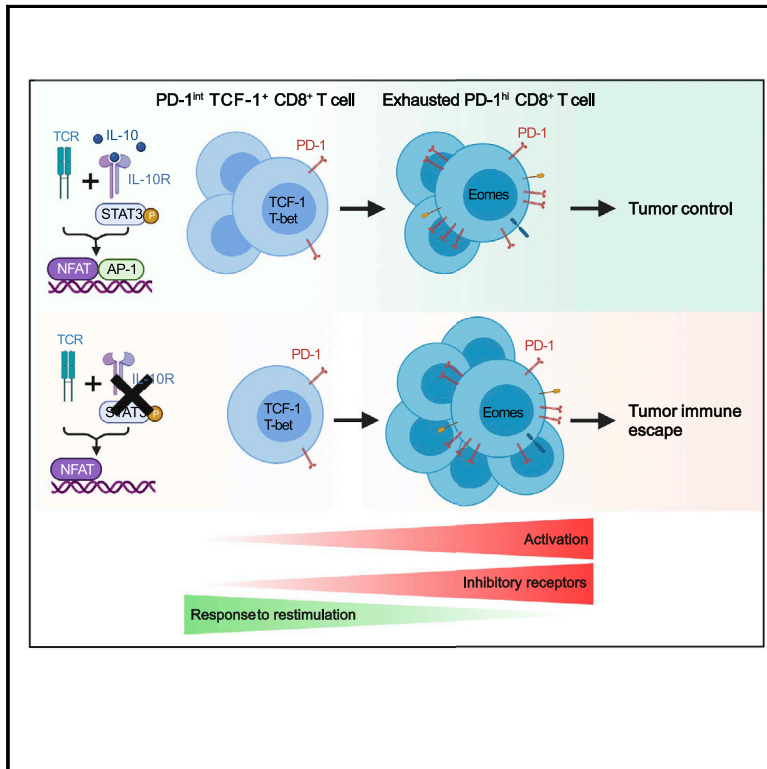 PD-1ⁱⁿᵗ TCF-1⁺ CD8⁺ T cell
Exhausted PD-1ʰⁱ CD8⁺ T cell
TCR
IL-10
+
IL-10R
STAT3
P
NFAT
AP-1
PD-1
TCF-1
T-bet
PD-1
Eomes
Tumor control
TCR
+
IL-10R
STAT3
P
NFAT
PD-1
TCF-1
T-bet
PD-1
Eomes
Tumor immune
escape
Activation
Inhibitory receptors
Response to restimulation